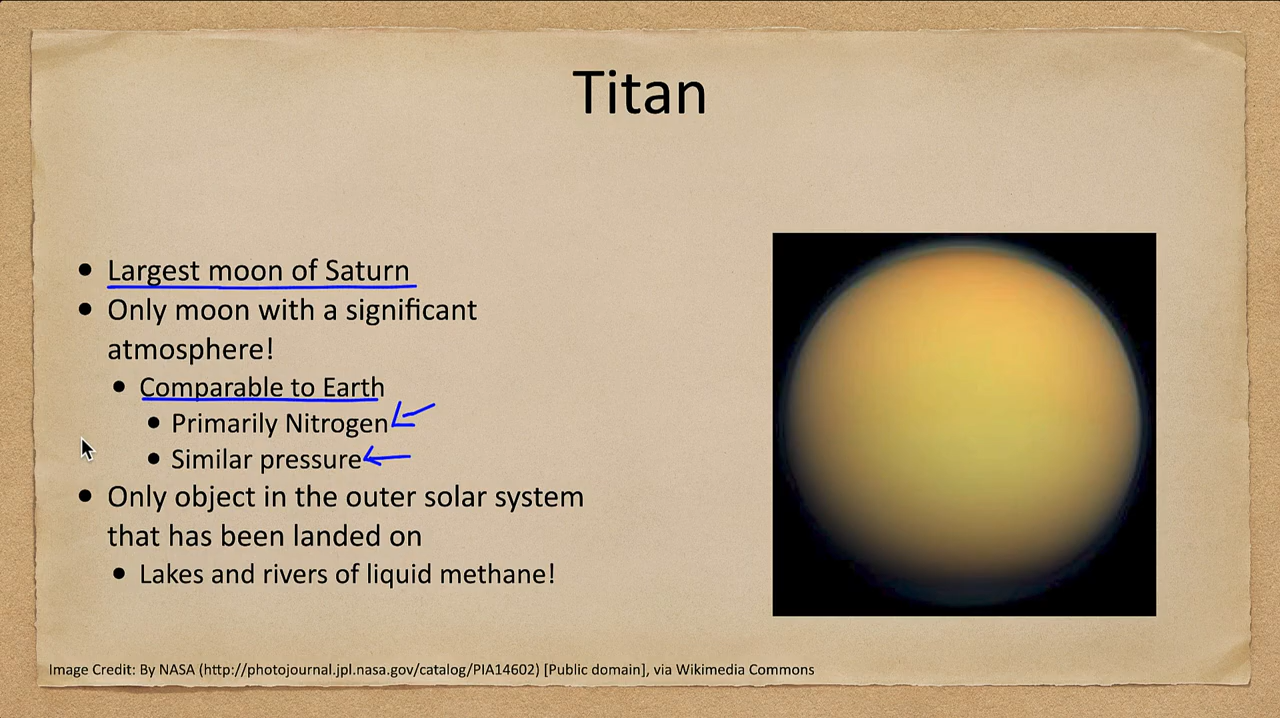 Titan
• Largest moon of Saturn
• Only moon with a significant
atmosphere!
• Comparable to Earth
• Primarily Nitrogen
• Similar pressure
• Only object in the outer solar system
that has been landed on
• Lakes and rivers of liquid methane!
Image Credit: By NASA (http://photojournal.jpl.nasa.gov/catalog/PIA14602) [Public domain], via Wikimedia Commons